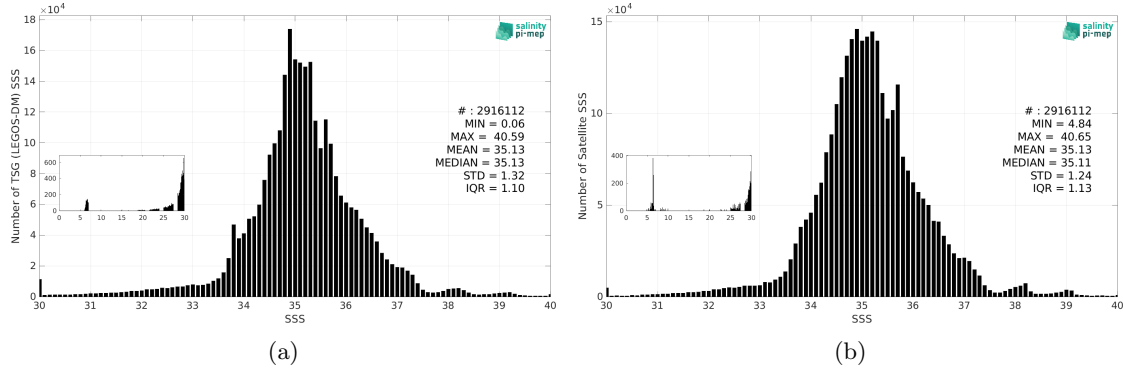 ×10⁴
18
16
14
12
10
8
6
4
2
0
Number of TSG (LEGOS-DM) SSS
salinity
pi-mep
# : 2916112
MIN = 0.06
MAX = 40.59
MEAN = 35.13
MEDIAN = 35.13
STD = 1.32
IQR = 1.10
600
400
200
0
0 5 10 15 20 25 30
30 31 32 33 34 35 36 37 38 39 40
SSS
(a)
×10⁴
15
10
5
0
Number of Satellite SSS
salinity
pi-mep
# : 2916112
MIN = 4.84
MAX = 40.65
MEAN = 35.13
MEDIAN = 35.11
STD = 1.24
IQR = 1.13
400
200
0
0 5 10 15 20 25 30
30 31 32 33 34 35 36 37 38 39 40
SSS
(b)